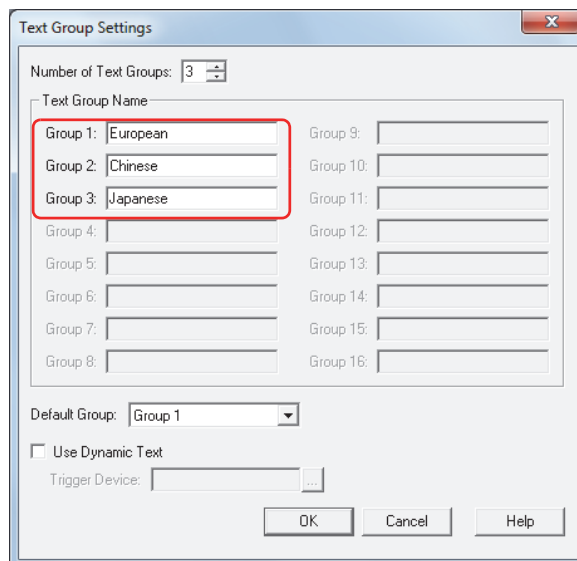 Text Group Settings
Number of Text Groups: 3
Text Group Name
Group 1: European
Group 2: Chinese
Group 3: Japanese
Group 4:
Group 5:
Group 6:
Group 7:
Group 8:
Group 9:
Group 10:
Group 11:
Group 12:
Group 13:
Group 14:
Group 15:
Group 16:
Default Group: Group 1
Use Dynamic Text
Trigger Device: ...
OK Cancel Help